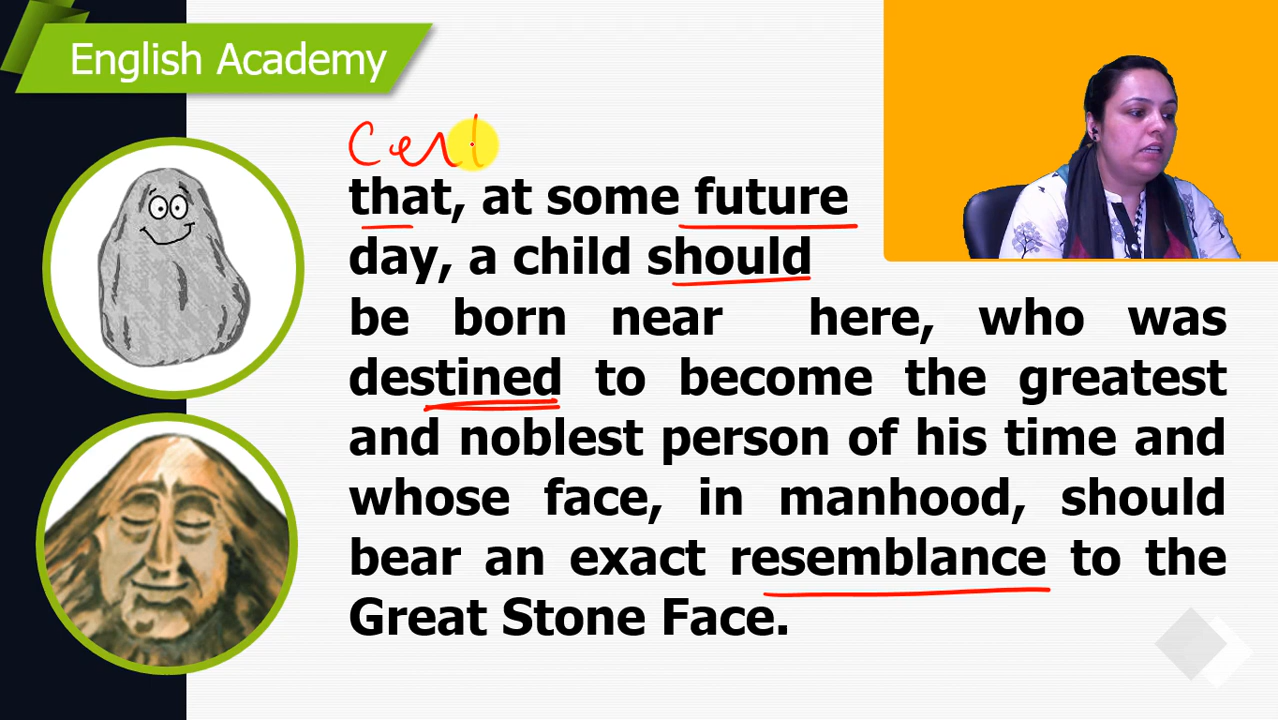 English Academy
Cert
that, at some future
day, a child should
be born near here, who was
destined to become the greatest
and noblest person of his time and
whose face, in manhood, should
bear an exact resemblance to the
Great Stone Face.